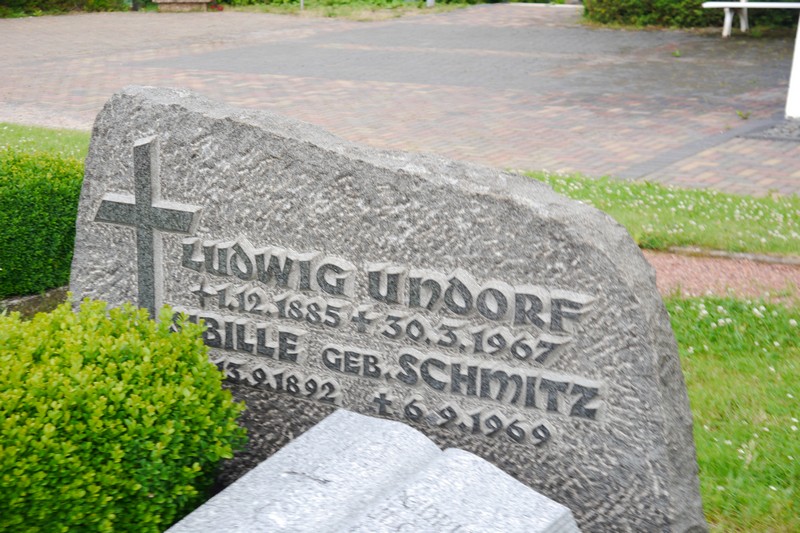 LUDWIG UNDORF
1.12.1885 ✝ 30.3.1967
SIBILLE GEB. SCHMITZ
13.9.1892 ✝ 6.9.1969